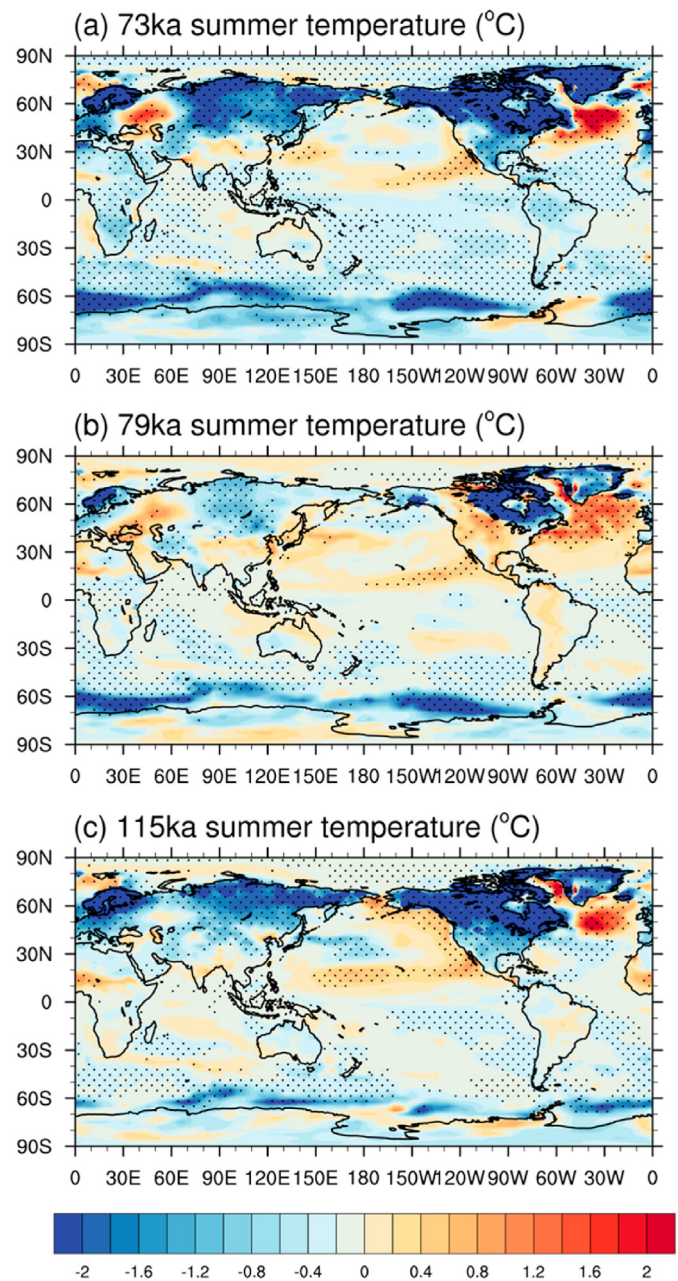 (a) 73ka summer temperature (°C)
90N
60N
30N
0
30S
60S
90S
0 30E 60E 90E 120E 150E 180 150W 120W 90W 60W 30W 0
(b) 79ka summer temperature (°C)
90N
60N
30N
0
30S
60S
90S
0 30E 60E 90E 120E 150E 180 150W 120W 90W 60W 30W 0
(c) 115ka summer temperature (°C)
90N
60N
30N
0
30S
60S
90S
0 30E 60E 90E 120E 150E 180 150W 120W 90W 60W 30W 0
-2 -1.6 -1.2 -0.8 -0.4 0 0.4 0.8 1.2 1.6 2